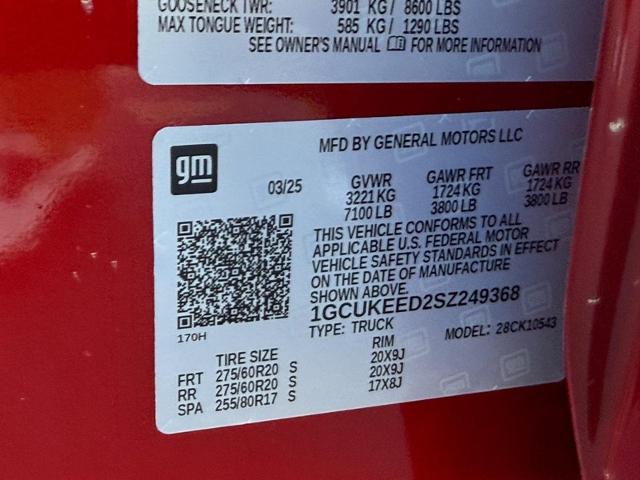 GOOSENECK TWR: 3901 KG / 8600 LBS
MAX TONGUE WEIGHT: 585 KG / 1290 LBS
SEE OWNER'S MANUAL FOR MORE INFORMATION
gm
MFD BY GENERAL MOTORS LLC
03/25
GVWR GAWR FRT GAWR RR
3221 KG 1724 KG 1724 KG
7100 LB 3800 LB 3800 LB
THIS VEHICLE CONFORMS TO ALL
APPLICABLE U.S. FEDERAL MOTOR
VEHICLE SAFETY STANDARDS IN EFFECT
ON THE DATE OF MANUFACTURE
SHOWN ABOVE.
1GCUKEED2SZ249368
TYPE: TRUCK MODEL: 28CK10543
170H
TIRE SIZE RIM
FRT 275/60R20 S 20X9J
RR 275/60R20 S 20X9J
SPA 255/80R17 S 17X8J